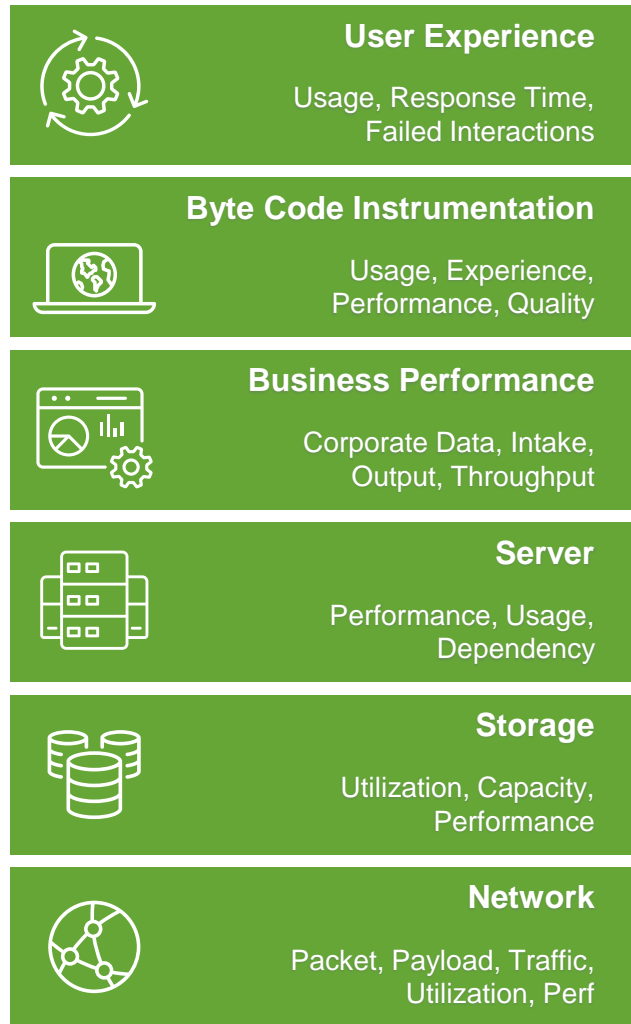 User Experience
Usage, Response Time,
Failed Interactions
Byte Code Instrumentation
Usage, Experience,
Performance, Quality
Business Performance
Corporate Data, Intake,
Output, Throughput
Server
Performance, Usage,
Dependency
Storage
Utilization, Capacity,
Performance
Network
Packet, Payload, Traffic,
Utilization, Perf